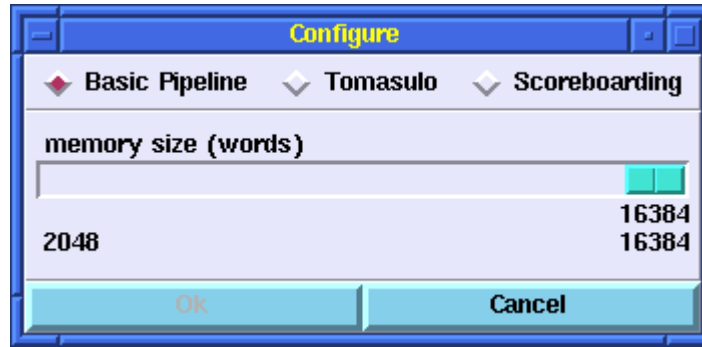 Configure
Basic Pipeline Tomasulo Scoreboarding
memory size (words)
16384
2048 16384
Ok Cancel